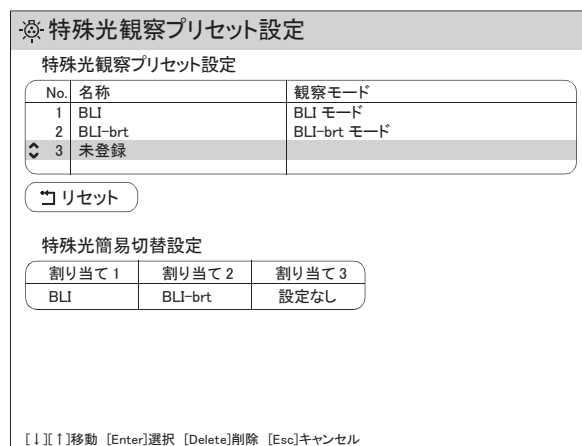 特殊光観察プリセット設定
特殊光観察プリセット設定
No. 名称 観察モード
1 BLI BLI モード
2 BLI-brt BLI-brt モード
3 未登録
リセット
特殊光簡易切替設定
割り当て 1 割り当て 2 割り当て 3
BLI BLI-brt 設定なし
[↓][↑]移動 [Enter]選択 [Delete]削除 [Esc]キャンセル